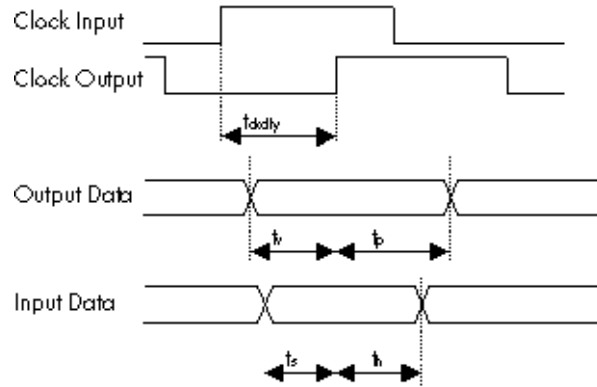 Clock Input
Clock Output
tckdly
Output Data
tv
tp
Input Data
ts
th